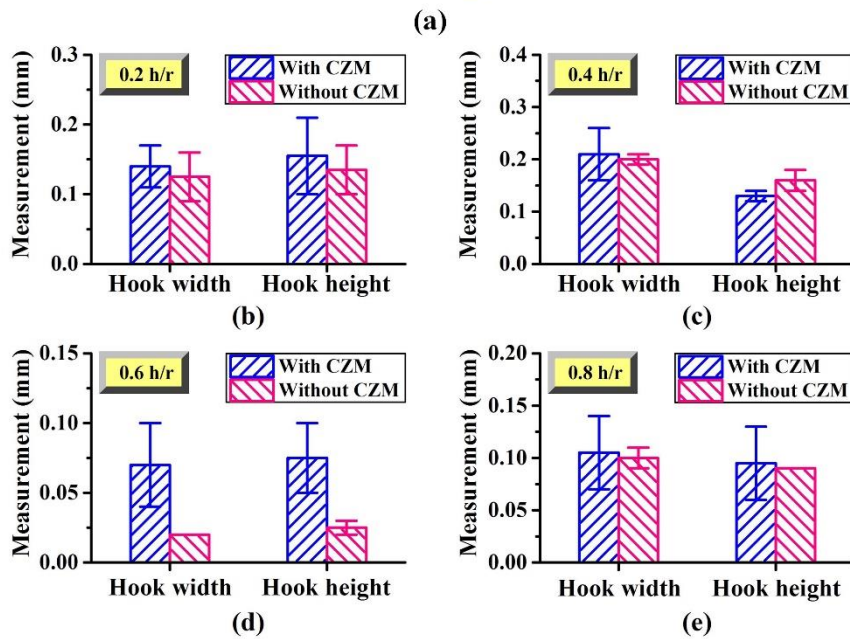 (a)
0.3
0.2
0.1
0.0
Measurement (mm)
0.2 h/r
With CZM
Without CZM
Hook width
Hook height
(b)
0.4
0.3
0.2
0.1
0.0
Measurement (mm)
0.4 h/r
With CZM
Without CZM
Hook width
Hook height
(c)
0.15
0.10
0.05
0.00
Measurement (mm)
0.6 h/r
With CZM
Without CZM
Hook width
Hook height
(d)
0.20
0.15
0.10
0.05
0.00
Measurement (mm)
0.8 h/r
With CZM
Without CZM
Hook width
Hook height
(e)